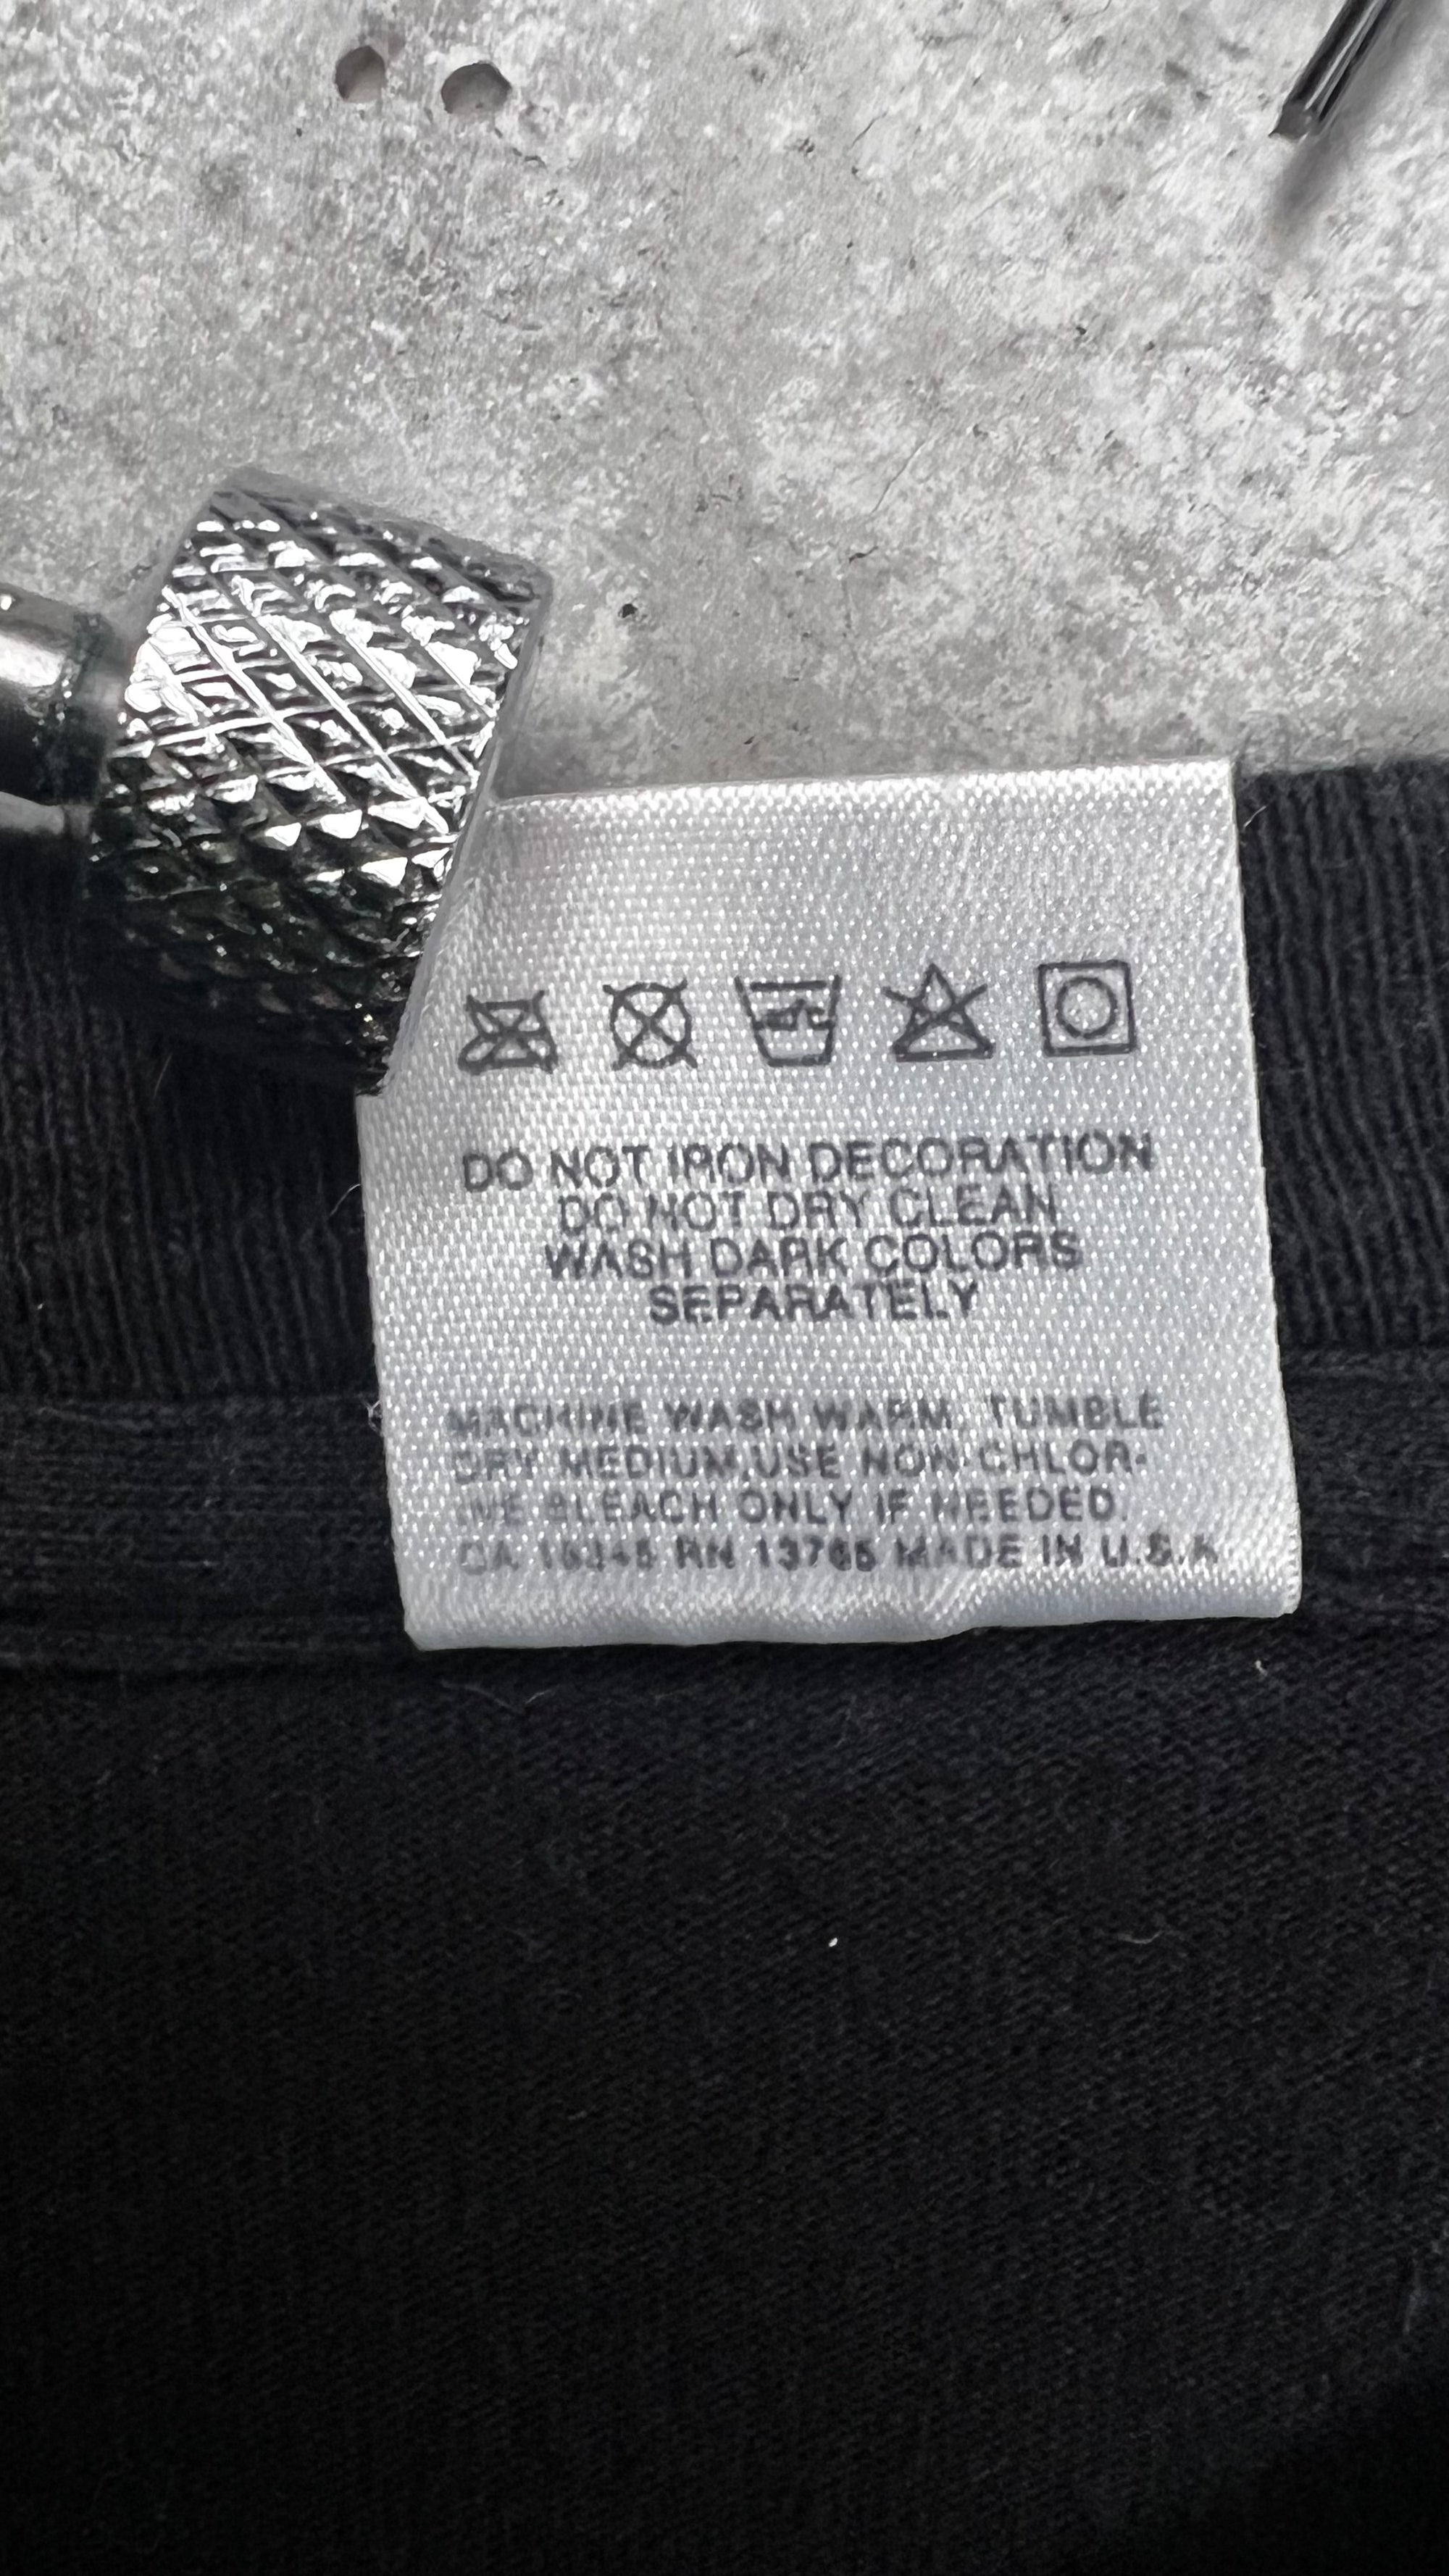 DO NOT IRON DECORATION
DO NOT DRY CLEAN
WASH DARK COLORS
SEPARATELY
MACHINE WASH WARM. TUMBLE
DRY MEDIUM. USE NON-CHLOR-
INE BLEACH ONLY IF NEEDED.
CA RN 13765 MADE IN U.S.A.